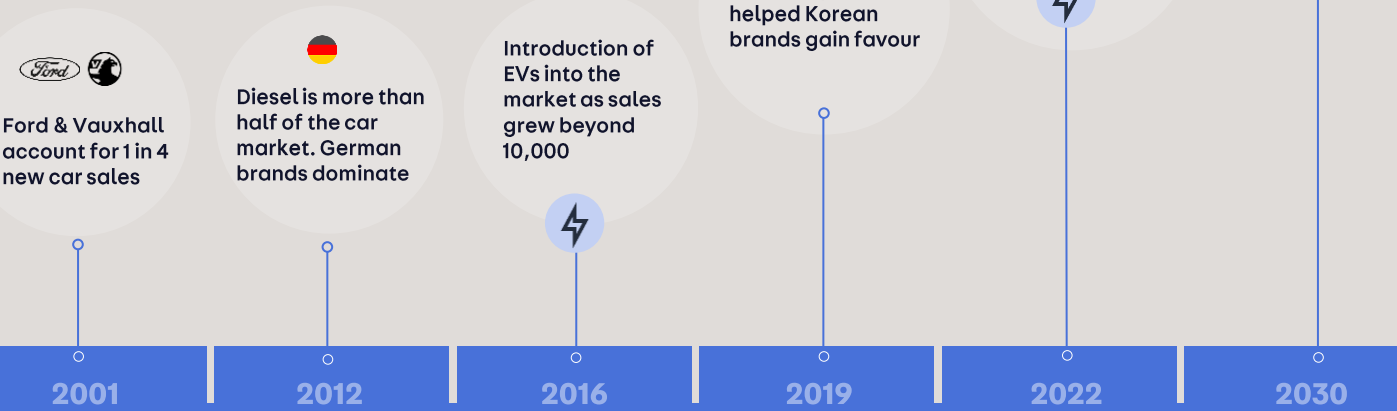 Ford
Ford & Vauxhall
account for 1 in 4
new car sales
Diesel is more than
half of the car
market. German
brands dominate
Introduction of
EVs into the
market as sales
grew beyond
10,000
helped Korean
brands gain favour
2001
2012
2016
2019
2022
2030